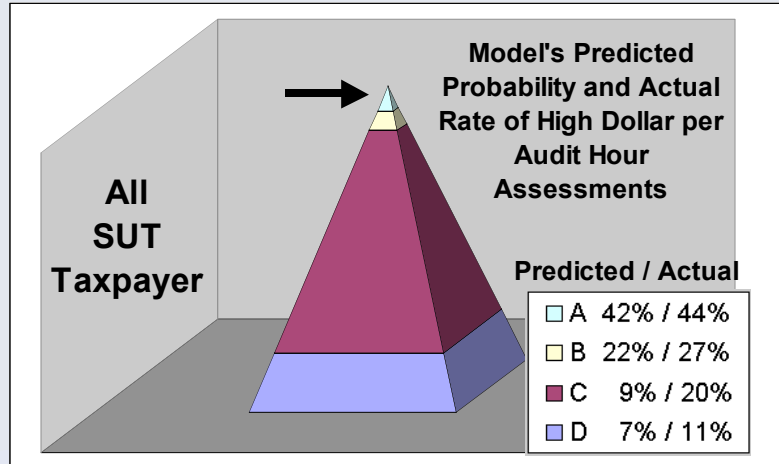 Model's Predicted
Probability and Actual
Rate of High Dollar per
Audit Hour
Assessments
All
SUT
Taxpayer
Predicted / Actual
A 42% / 44%
B 22% / 27%
C 9% / 20%
D 7% / 11%